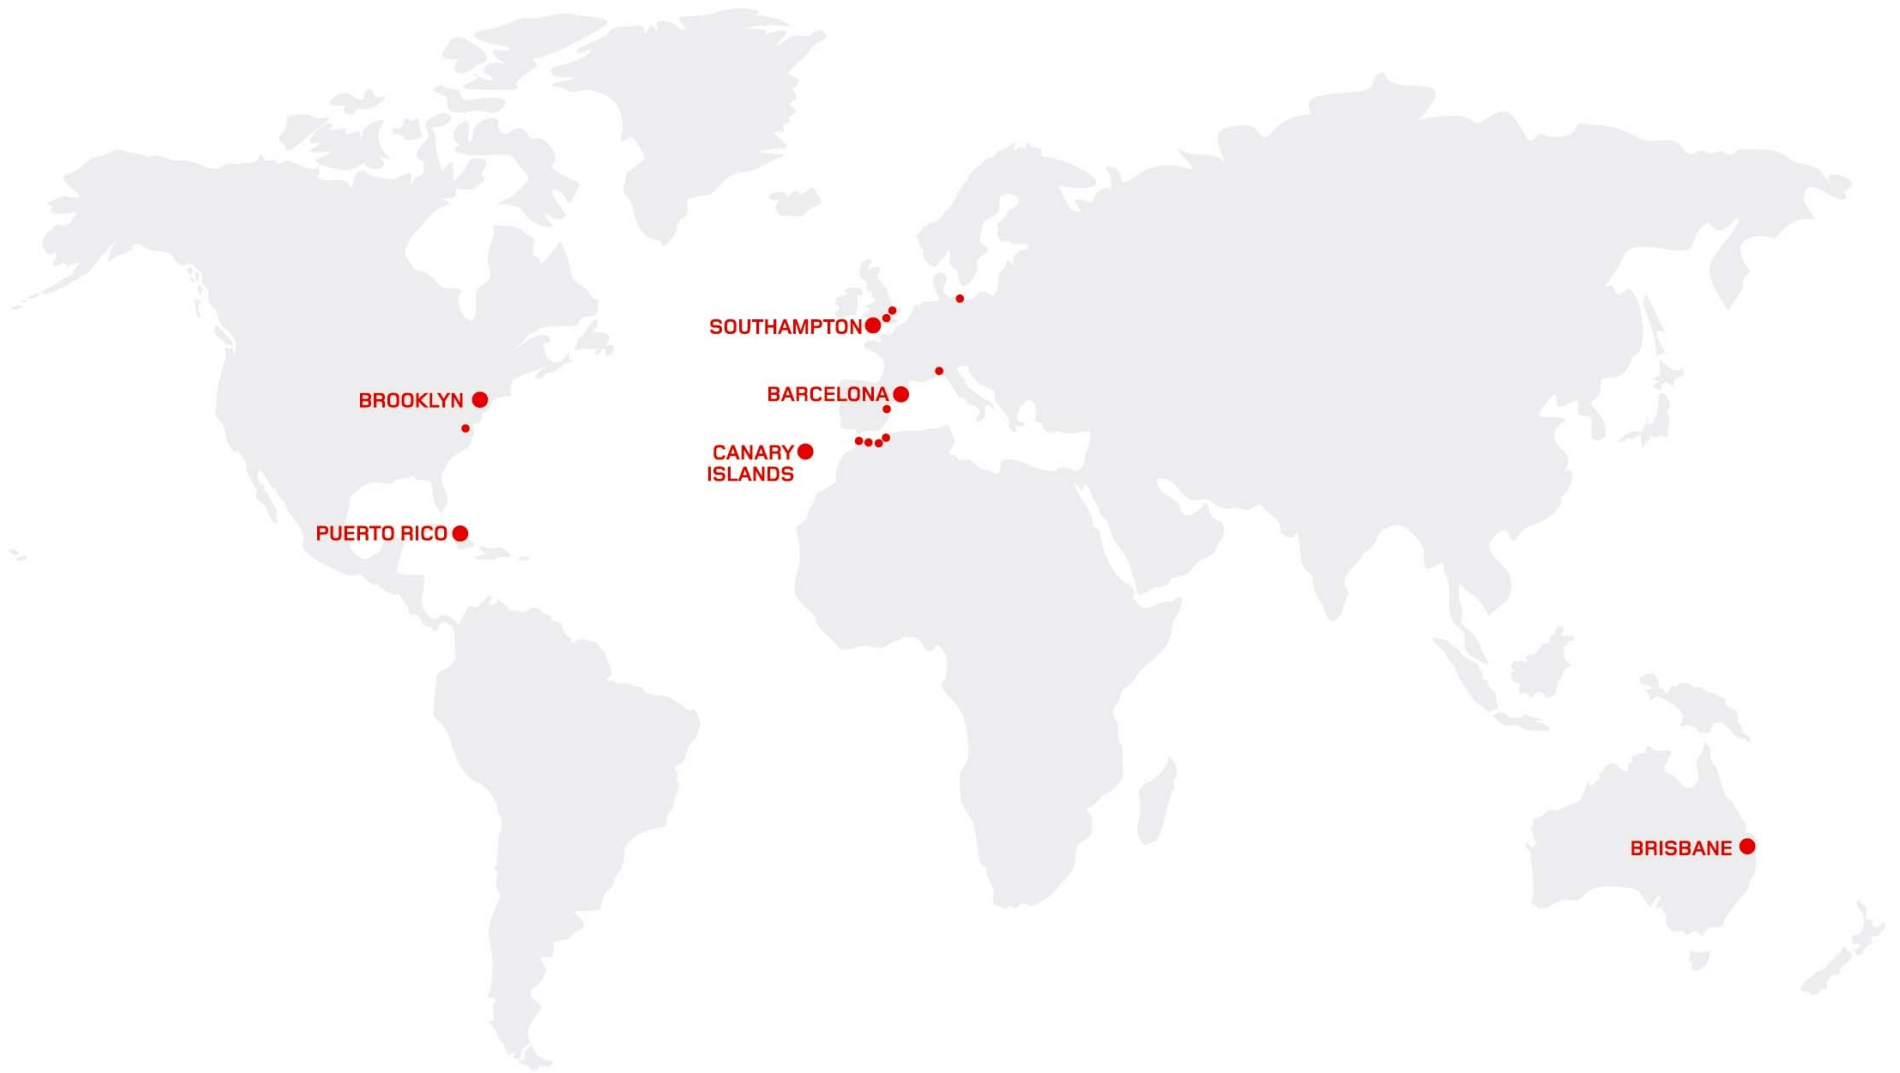 SOUTHAMPTON
BARCELONA
BROOKLYN
CANARY
ISLANDS
PUERTO RICO
BRISBANE